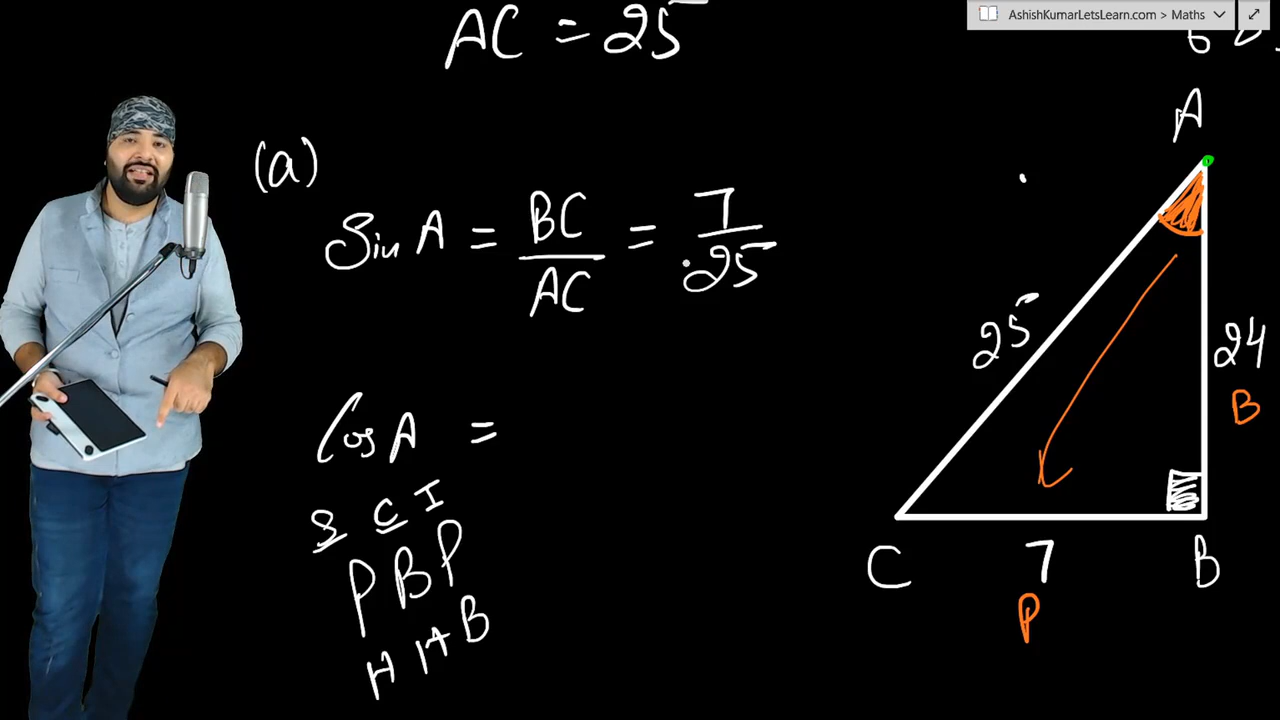 AC = 25
AshishKumarLetsLearn.com > Maths
A
(a)
Sin A = BC/AC = 7/25
25
24
B
Cos A =
S C T
P B P
H H B
C 7 B
P